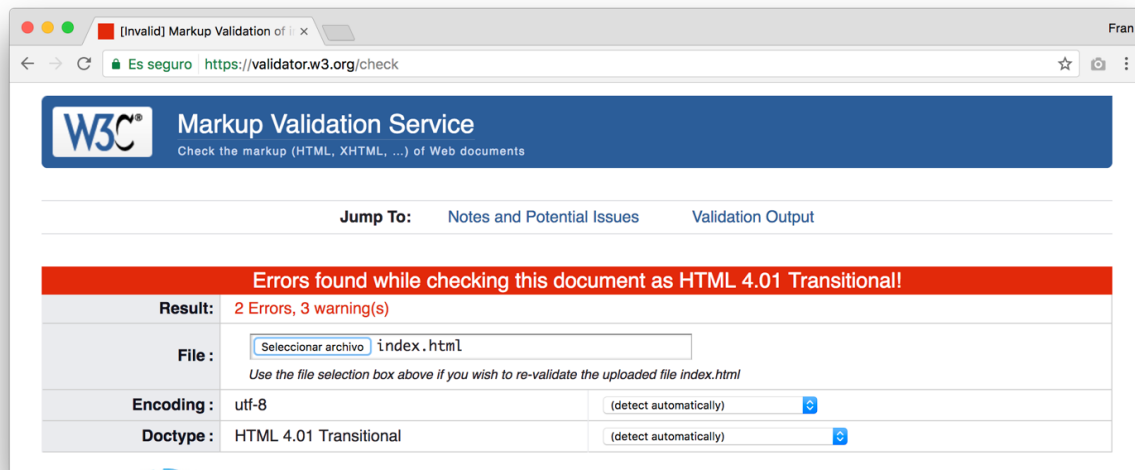 [Invalid] Markup Validation of i
Fran
Es seguro https://validator.w3.org/check
W3C® Markup Validation Service
Check the markup (HTML, XHTML, ...) of Web documents
Jump To: Notes and Potential Issues Validation Output
Errors found while checking this document as HTML 4.01 Transitional!
Result: 2 Errors, 3 warning(s)
File : Seleccionar archivo index.html
Use the file selection box above if you wish to re-validate the uploaded file index.html
Encoding : utf-8 (detect automatically)
Doctype : HTML 4.01 Transitional (detect automatically)